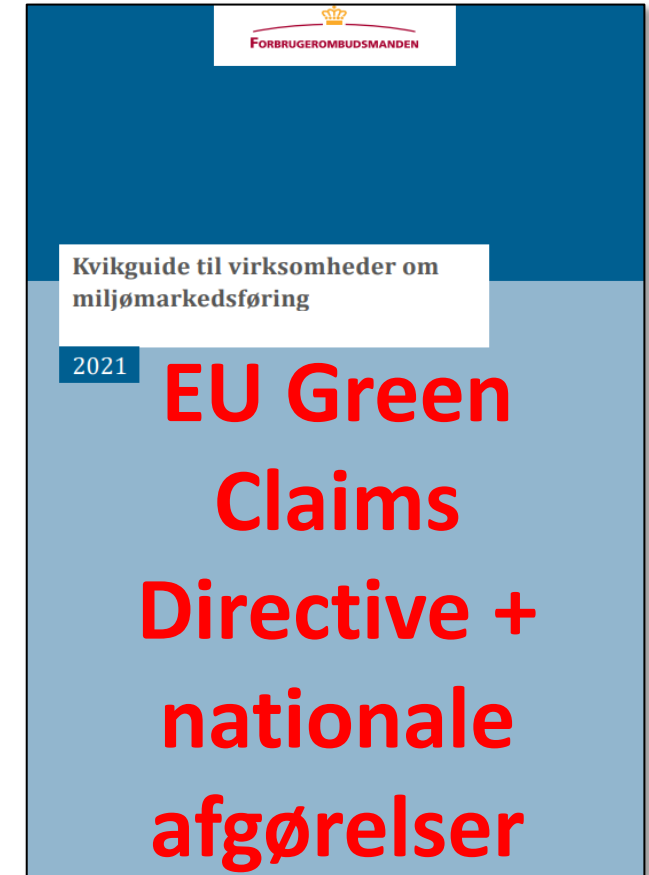 FORBRUGEROMBUDSMANDEN
Kvikguide til virksomheder om
miljømarkedsføring
2021
EU Green
Claims
Directive +
nationale
afgørelser